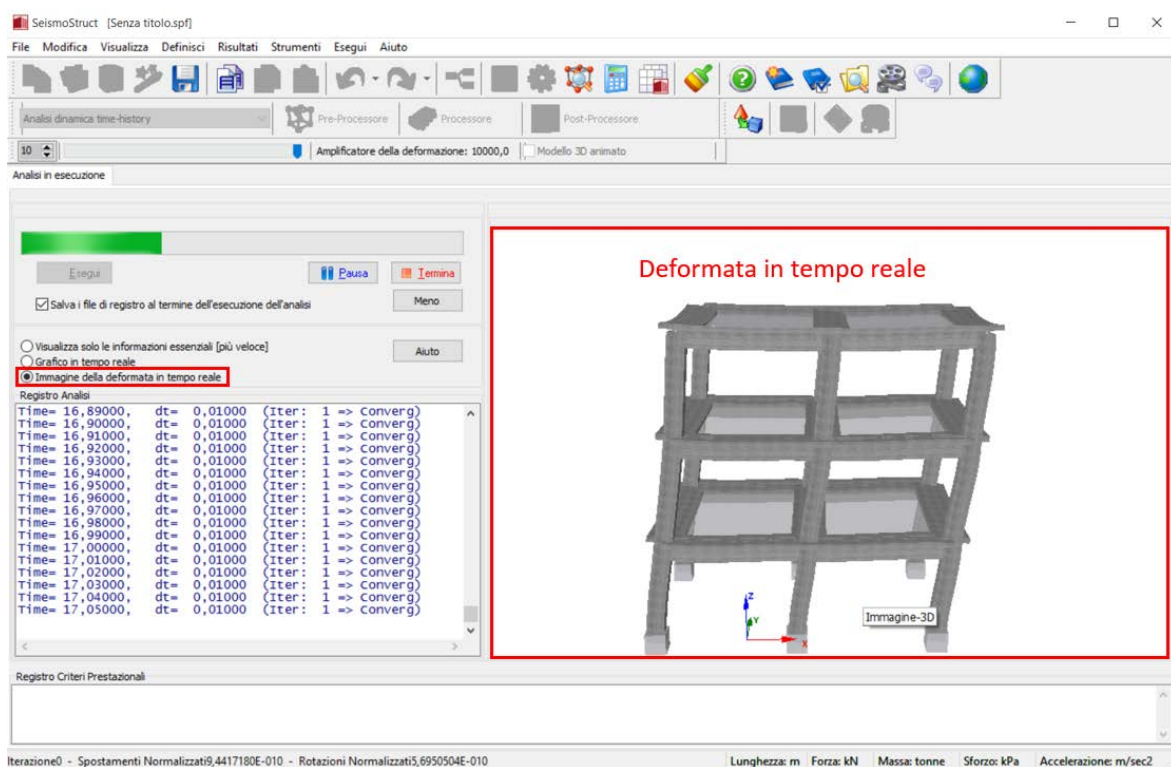 SeismoStruct [Senza titolo.spf]
File Modifica Visualizza Definisci Risultati Strumenti Esegui Aiuto
Analisi dinamica time-history
Pre-Processore
Processore
Post-Processore
10
Amplificatore della deformazione: 10000,0
Modello 3D animato
Analisi in esecuzione
Esegui
Pausa
Termina
Salva i file di registro al termine dell'esecuzione dell'analisi
Meno
Visualizza solo le informazioni essenziali [più veloce]
Grafico in tempo reale
Immagine della deformata in tempo reale
Aiuto
Registro Analisi
Time= 16,89000, dt= 0,01000 (Iter: 1 => Converg)
Time= 16,90000, dt= 0,01000 (Iter: 1 => Converg)
Time= 16,91000, dt= 0,01000 (Iter: 1 => Converg)
Time= 16,92000, dt= 0,01000 (Iter: 1 => Converg)
Time= 16,93000, dt= 0,01000 (Iter: 1 => Converg)
Time= 16,94000, dt= 0,01000 (Iter: 1 => Converg)
Time= 16,95000, dt= 0,01000 (Iter: 1 => Converg)
Time= 16,96000, dt= 0,01000 (Iter: 1 => Converg)
Time= 16,97000, dt= 0,01000 (Iter: 1 => Converg)
Time= 16,98000, dt= 0,01000 (Iter: 1 => Converg)
Time= 16,99000, dt= 0,01000 (Iter: 1 => Converg)
Time= 17,00000, dt= 0,01000 (Iter: 1 => Converg)
Time= 17,01000, dt= 0,01000 (Iter: 1 => Converg)
Time= 17,02000, dt= 0,01000 (Iter: 1 => Converg)
Time= 17,03000, dt= 0,01000 (Iter: 1 => Converg)
Time= 17,04000, dt= 0,01000 (Iter: 1 => Converg)
Time= 17,05000, dt= 0,01000 (Iter: 1 => Converg)
Deformata in tempo reale
Z
Y
X
Immagine-3D
Registro Criteri Prestazionali
Iterazione0 - Spostamenti Normalizzati9,4417180E-010 - Rotazioni Normalizzati5,6950504E-010
Lunghezza: m Forza: kN Massa: tonne Sforzo: kPa Accelerazione: m/sec2